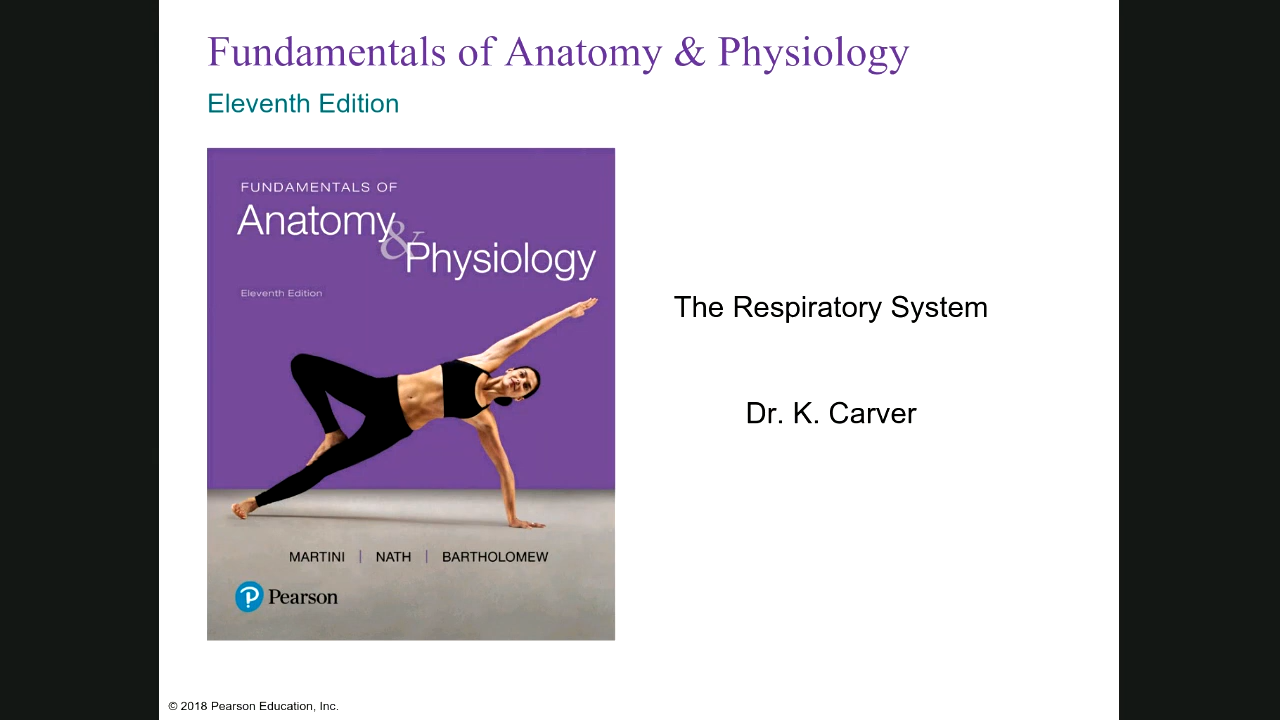 Fundamentals of Anatomy & Physiology
Eleventh Edition
FUNDAMENTALS OF
Anatomy
&
Physiology
Eleventh Edition
MARTINI | NATH | BARTHOLOMEW
P Pearson
The Respiratory System
Dr. K. Carver
© 2018 Pearson Education, Inc.